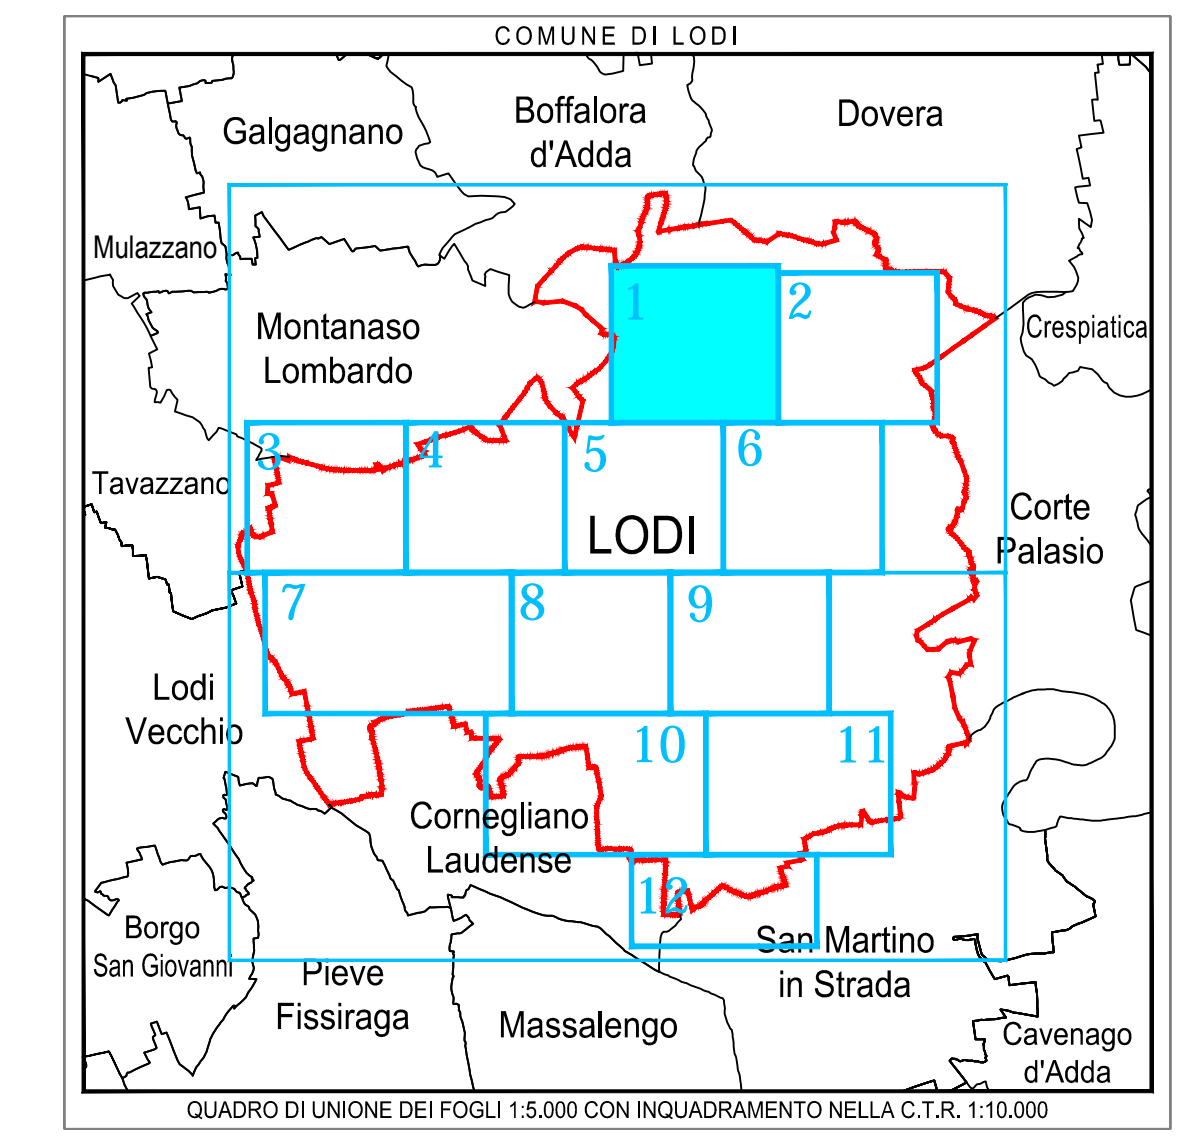 COMUNE DI LODI
Galgagnano
Boffalora
d'Adda
Dovera
Mulazzano
Montanaso
Lombardo
1
2
Crespiatica
3
4
5
6
Tavazzano
LODI
Corte
Palasio
7
8
9
Lodi
Vecchio
10
11
Cornegliano
Laudense
12
Borgo
San Giovanni
Pieve
Fissiraga
Massalengo
San Martino
in Strada
Cavenago
d'Adda
QUADRO DI UNIONE DEI FOGLI 1:5.000 CON INQUADRAMENTO NELLA C.T.R. 1:10.000